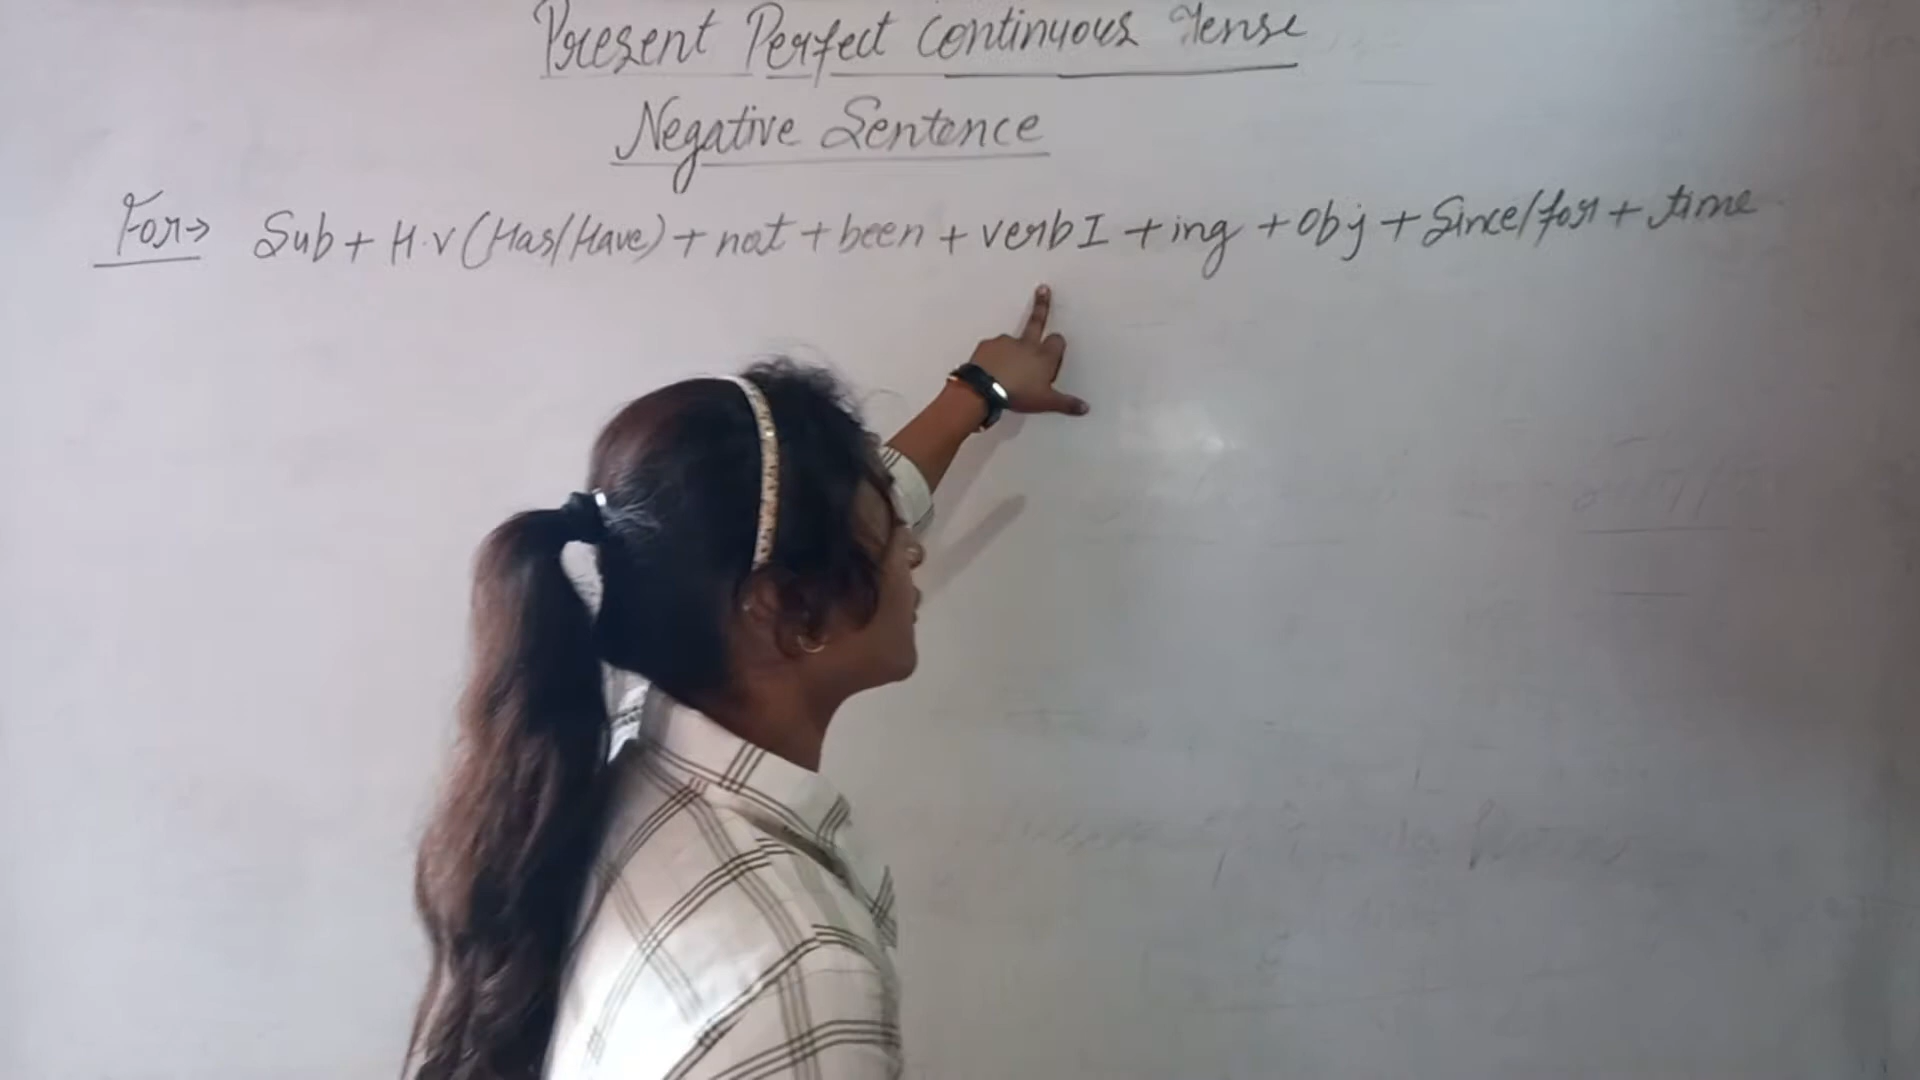 Present Perfect Continuous Tense
Negative Sentence
For→ Sub + H.V (Has/Have) + not + been + verb I + ing + Obj + Since/for + time